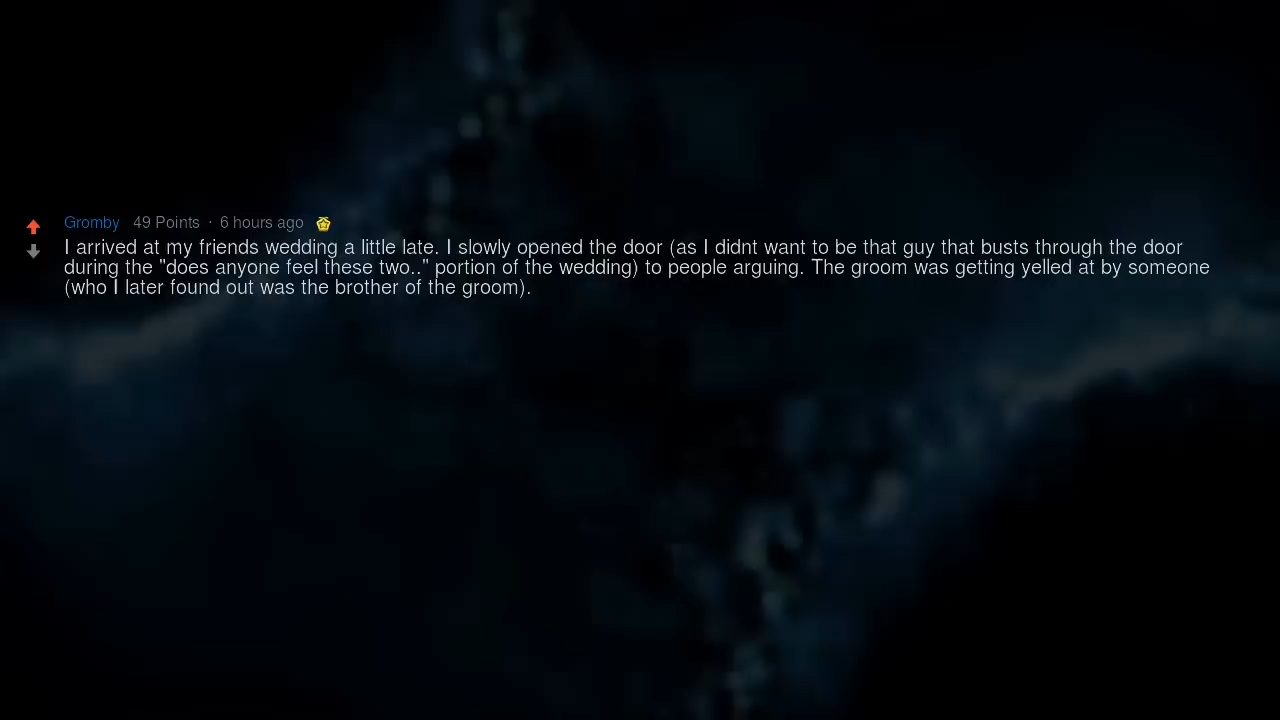 Gromby 49 Points · 6 hours ago
I arrived at my friends wedding a little late. I slowly opened the door (as I didnt want to be that guy that busts through the door
during the "does anyone feel these two.." portion of the wedding) to people arguing. The groom was getting yelled at by someone
(who I later found out was the brother of the groom).